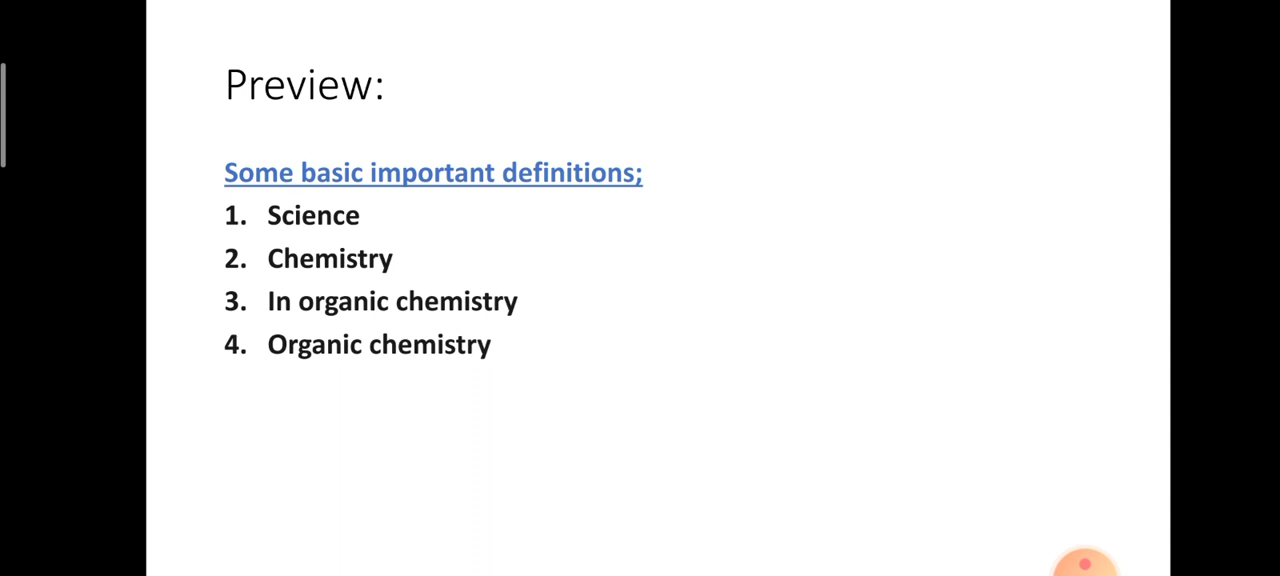 Preview:
Some basic important definitions;
1. Science
2. Chemistry
3. In organic chemistry
4. Organic chemistry